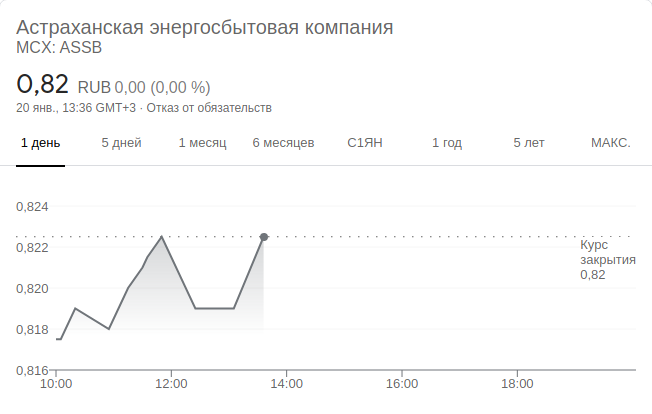 Астраханская энергосбытовая компания
MCX: ASSB
0,82 RUB 0,00 (0,00 %)
20 янв., 13:36 GMT+3 · Отказ от обязательств
1 день 5 дней 1 месяц 6 месяцев С1ЯН 1 год 5 лет МАКС.
0,824
0,822
0,820
0,818
0,816
Курс
закрытия
0,82
10:00 12:00 14:00 16:00 18:00